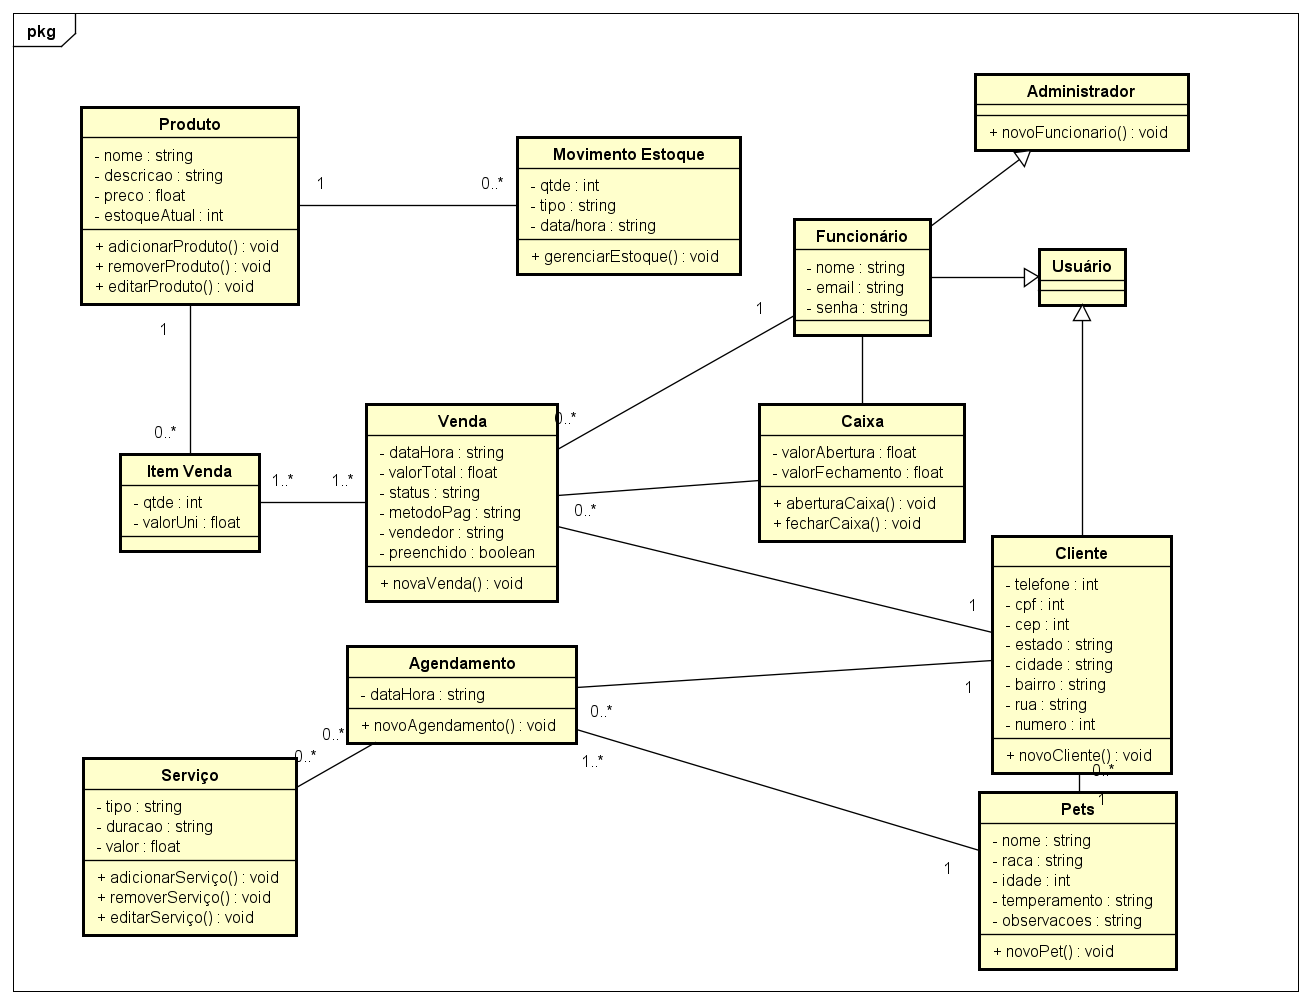 pkg
Administrador
+ novoFuncionario() : void
Produto
- nome : string
- descricao : string
- preco : float
- estoqueAtual : int
+ adicionarProduto() : void
+ removerProduto() : void
+ editarProduto() : void
1
0..*
Movimento Estoque
- qtde : int
- tipo : string
- data/hora : string
+ gerenciarEstoque() : void
Funcionário
- nome : string
- email : string
- senha : string
Usuário
1
1
0..*
0..*
Item Venda
- qtde : int
- valorUni : float
1..*
1..*
Venda
- dataHora : string
- valorTotal : float
- status : string
- metodoPag : string
- vendedor : string
- preenchido : boolean
+ novaVenda() : void
0..*
Caixa
- valorAbertura : float
- valorFechamento : float
+ aberturaCaixa() : void
+ fecharCaixa() : void
1
Cliente
- telefone : int
- cpf : int
- cep : int
- estado : string
- cidade : string
- bairro : string
- rua : string
- numero : int
+ novoCliente() : void
Agendamento
- dataHora : string
+ novoAgendamento() : void
0..*
1
0..*
0..*
1..*
1
0..*
1
Serviço
- tipo : string
- duracao : string
- valor : float
+ adicionarServiço() : void
+ removerServiço() : void
+ editarServiço() : void
Pets
- nome : string
- raca : string
- idade : int
- temperamento : string
- observacoes : string
+ novoPet() : void